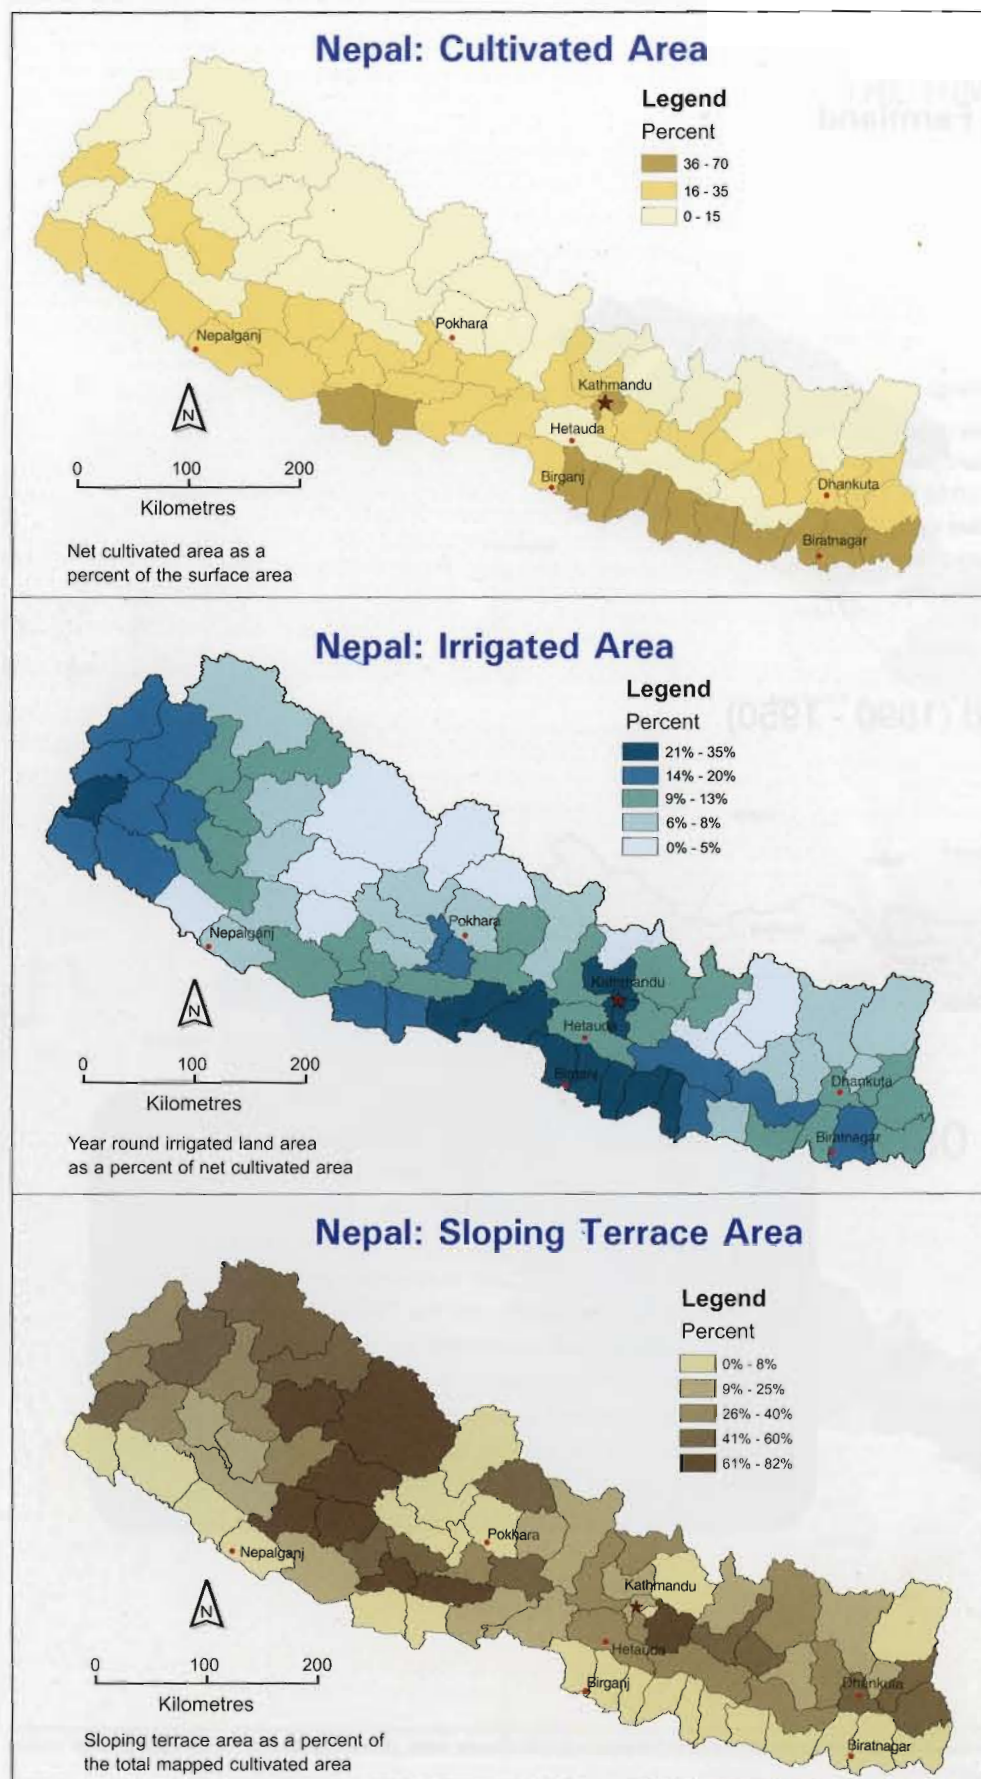 Nepal: Cultivated Area
Legend
Percent
36 - 70
16 - 35
0 - 15
Pokhara
Nepalganj
Kathmandu
Hetauda
Birganj
Dhankuta
Biratnagar
N
0 100 200
Kilometres
Net cultivated area as a
percent of the surface area
Nepal: Irrigated Area
Legend
Percent
21% - 35%
14% - 20%
9% - 13%
6% - 8%
0% - 5%
Pokhara
Nepalganj
Kathmandu
Hetauda
Birganj
Dhankuta
Biratnagar
N
0 100 200
Kilometres
Year round irrigated land area
as a percent of net cultivated area
Nepal: Sloping Terrace Area
Legend
Percent
0% - 8%
9% - 25%
26% - 40%
41% - 60%
61% - 82%
Pokhara
Nepalganj
Kathmandu
Hetauda
Birganj
Dhankuta
Biratnagar
N
0 100 200
Kilometres
Sloping terrace area as a percent of
the total mapped cultivated area